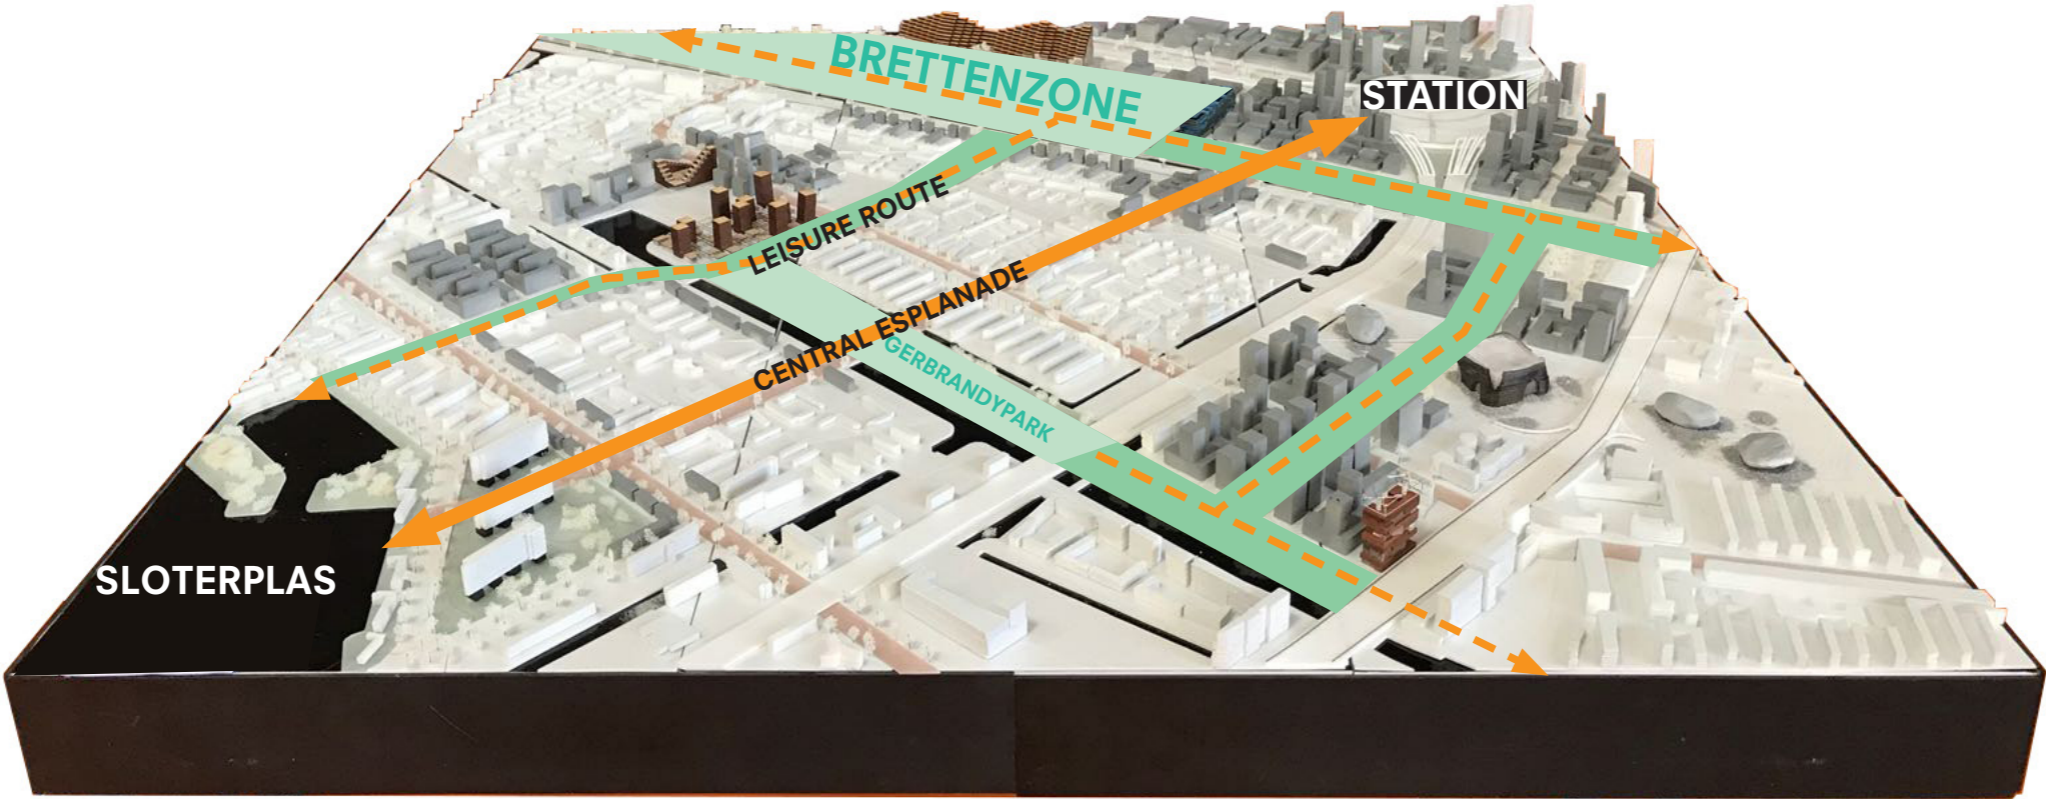 BRETTENZONE
STATION
LEISURE ROUTE
CENTRAL ESPLANADE
GERBRANDYPARK
SLOTERPLAS